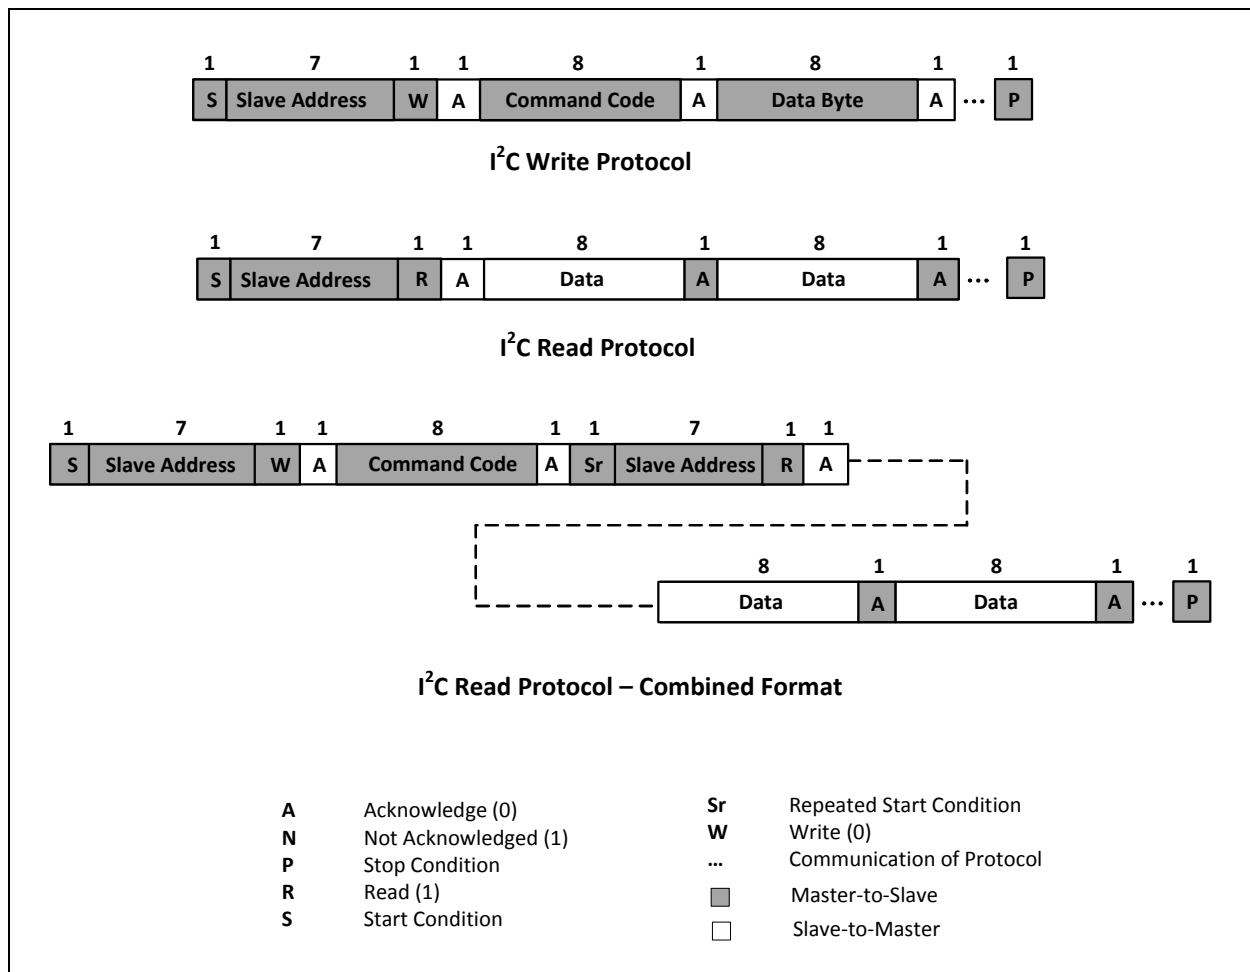 1 7 1 1 8 1 8 1 1
S Slave Address W A Command Code A Data Byte A ... P
I²C Write Protocol
1 7 1 1 8 1 8 1 1
S Slave Address R A Data A Data A ... P
I²C Read Protocol
1 7 1 1 8 1 1 7 1 1
S Slave Address W A Command Code A Sr Slave Address R A
8 1 8 1 1
Data A Data A ... P
I²C Read Protocol – Combined Format
A Acknowledge (0)
N Not Acknowledged (1)
P Stop Condition
R Read (1)
S Start Condition
Sr Repeated Start Condition
W Write (0)
... Communication of Protocol
Master-to-Slave
Slave-to-Master